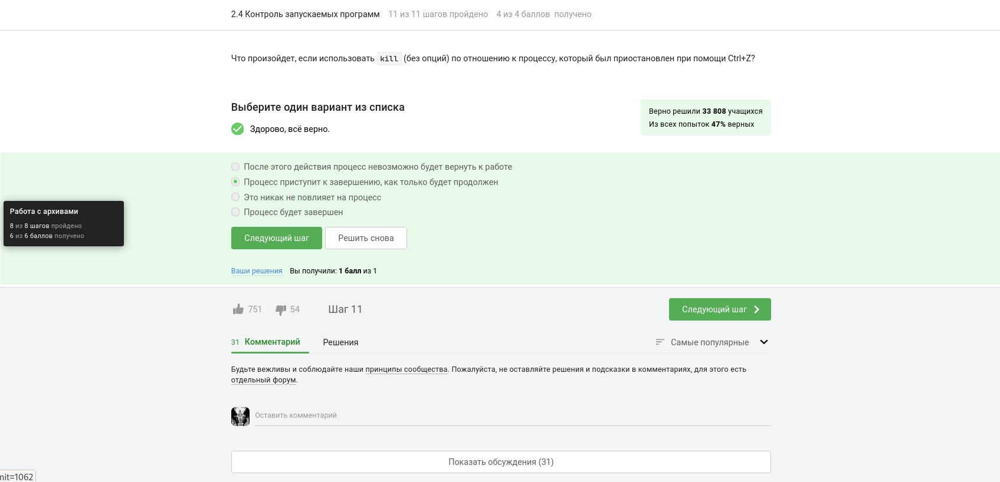 2.4 Контроль запускаемых программ 11 из 11 шагов пройдено 4 из 4 баллов получено
Что произойдет, если использовать kill (без опций) по отношению к процессу, который был приостановлен при помощи Ctrl+Z?
Выберите один вариант из списка
Здорово, всё верно.
Верно решили 33 808 учащихся
Из всех попыток 47% верных
После этого действия процесс невозможно будет вернуть к работе
Процесс приступит к завершению, как только будет продолжен
Это никак не повлияет на процесс
Процесс будет завершен
Работа с архивами
8 из 8 шагов пройдено
6 из 6 баллов получено
Следующий шаг Решить снова
Ваши решения Вы получили: 1 балл из 1
751 54 Шаг 11 Следующий шаг
31 Комментарий Решения Самые популярные
Будьте вежливы и соблюдайте наши принципы сообщества. Пожалуйста, не оставляйте решения и подсказки в комментариях, для этого есть
отдельный форум.
Оставить комментарий
Показать обсуждения (31)
nit=1062